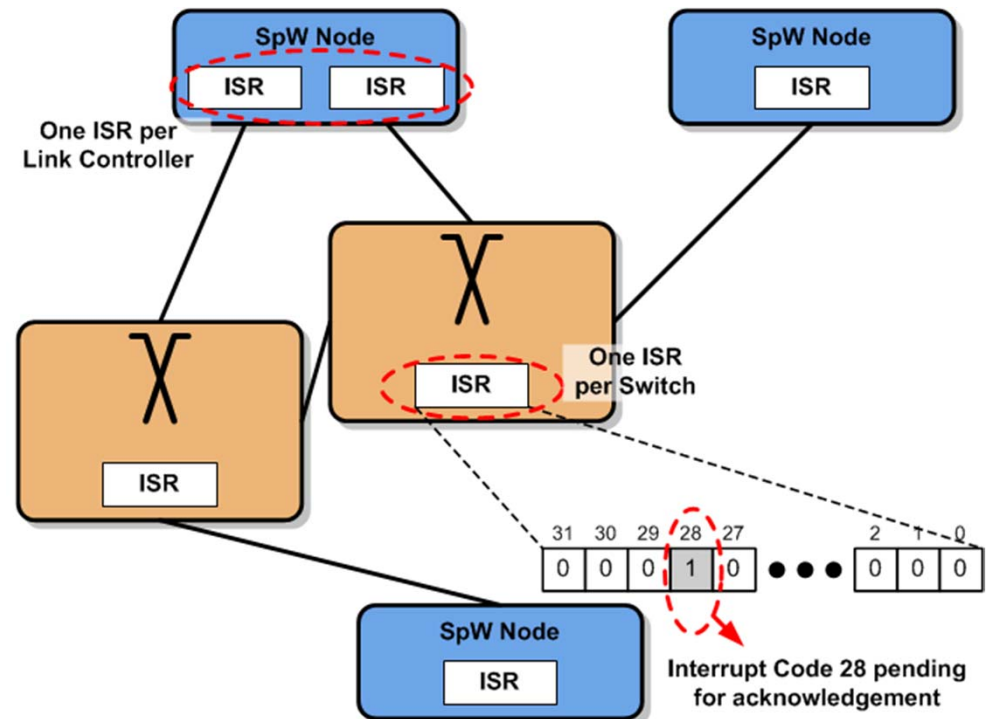 SpW Node
ISR ISR
SpW Node
ISR
One ISR per
Link Controller
One ISR
per Switch
ISR
ISR
31 30 29 28 27 2 1 0
0 0 0 1 0 ● ● ● 0 0 0
SpW Node
ISR
Interrupt Code 28 pending
for acknowledgement